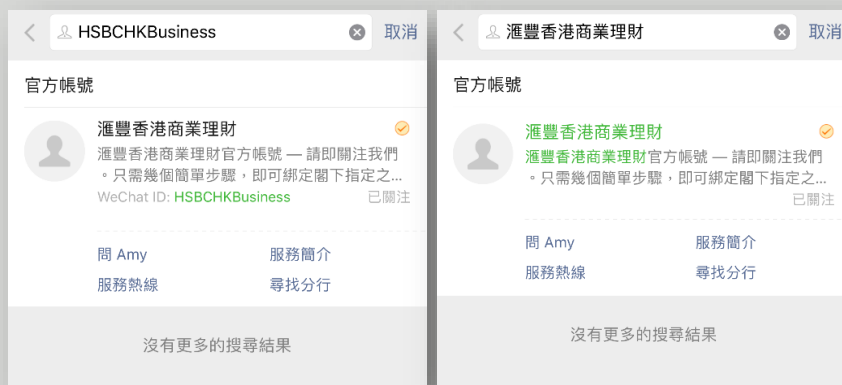 HSBCHKBusiness
取消
官方帳號
滙豐香港商業理財
滙豐香港商業理財官方帳號 — 請即關注我們
。只需幾個簡單步驟，即可綁定閣下指定之...
WeChat ID: HSBCHKBusiness
已關注
問 Amy
服務簡介
服務熱線
尋找分行
沒有更多的搜尋結果
滙豐香港商業理財
取消
官方帳號
滙豐香港商業理財
滙豐香港商業理財官方帳號 — 請即關注我們
。只需幾個簡單步驟，即可綁定閣下指定之...
已關注
問 Amy
服務簡介
服務熱線
尋找分行
沒有更多的搜尋結果